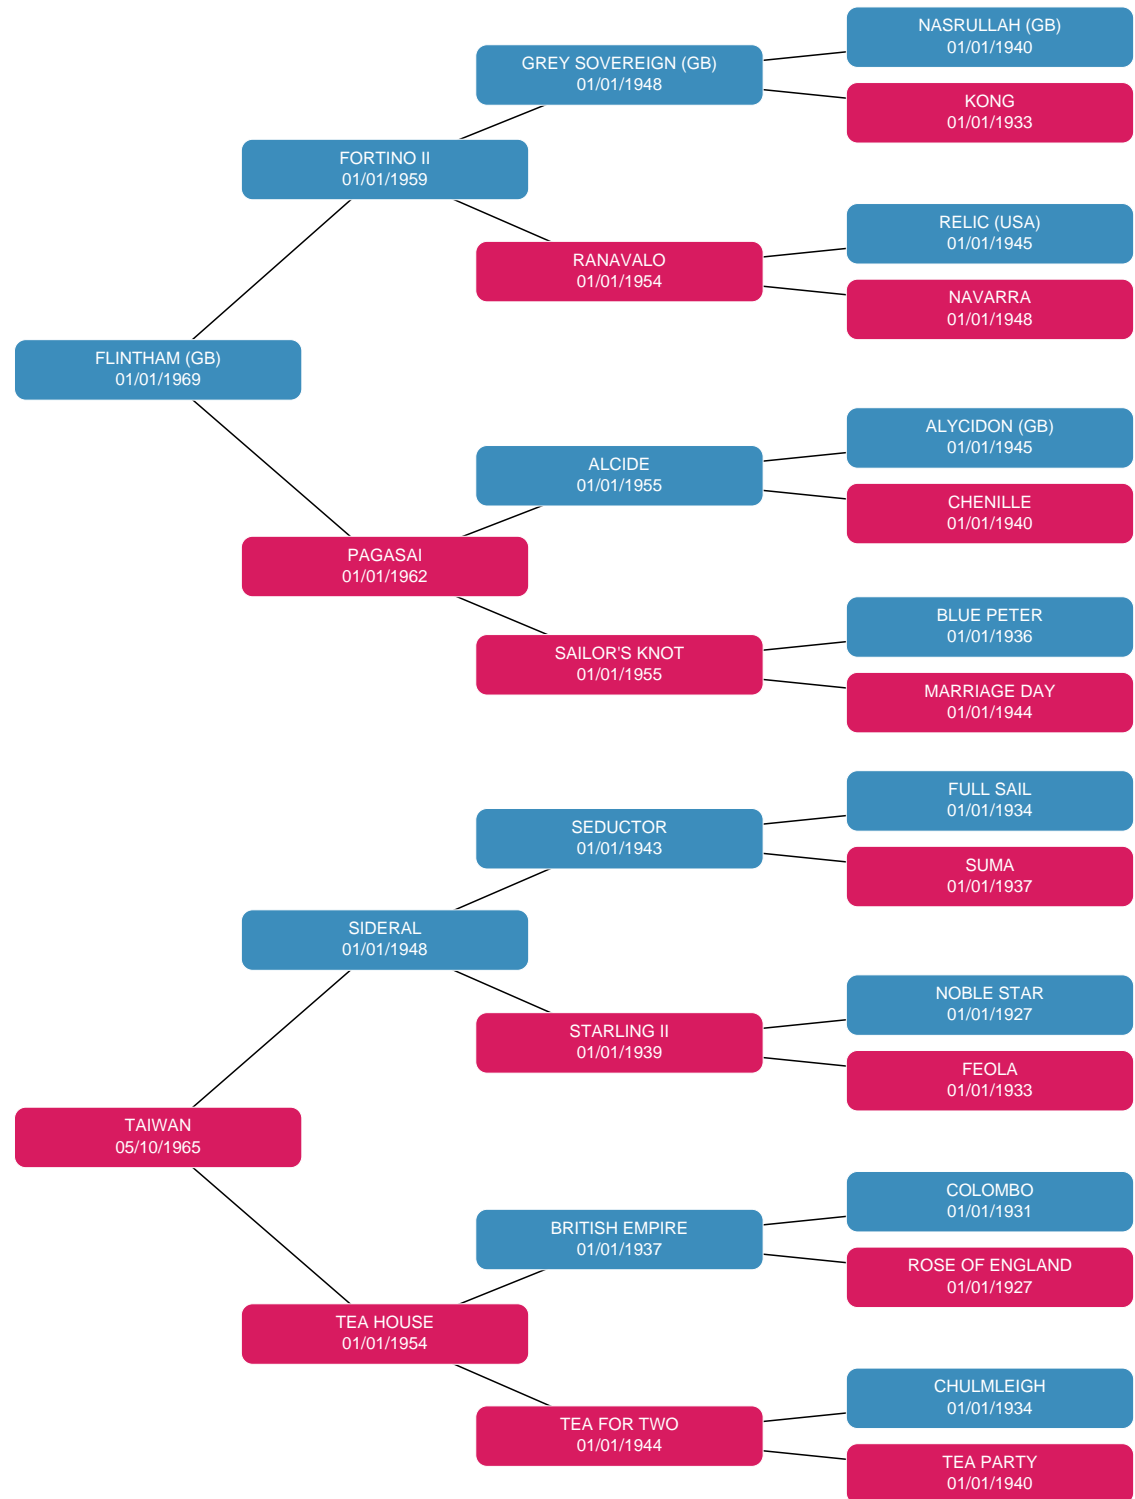 NASRULLAH (GB)
01/01/1940
GREY SOVEREIGN (GB)
01/01/1948
KONG
01/01/1933
FORTINO II
01/01/1959
RELIC (USA)
01/01/1945
RANAVALO
01/01/1954
NAVARRA
01/01/1948
FLINTHAM (GB)
01/01/1969
ALYCIDON (GB)
01/01/1945
ALCIDE
01/01/1955
CHENILLE
01/01/1940
PAGASAI
01/01/1962
BLUE PETER
01/01/1936
SAILOR'S KNOT
01/01/1955
MARRIAGE DAY
01/01/1944
FULL SAIL
01/01/1934
SEDUCTOR
01/01/1943
SUMA
01/01/1937
SIDERAL
01/01/1948
NOBLE STAR
01/01/1927
STARLING II
01/01/1939
FEOLA
01/01/1933
TAIWAN
05/10/1965
COLOMBO
01/01/1931
BRITISH EMPIRE
01/01/1937
ROSE OF ENGLAND
01/01/1927
TEA HOUSE
01/01/1954
CHULMLEIGH
01/01/1934
TEA FOR TWO
01/01/1944
TEA PARTY
01/01/1940